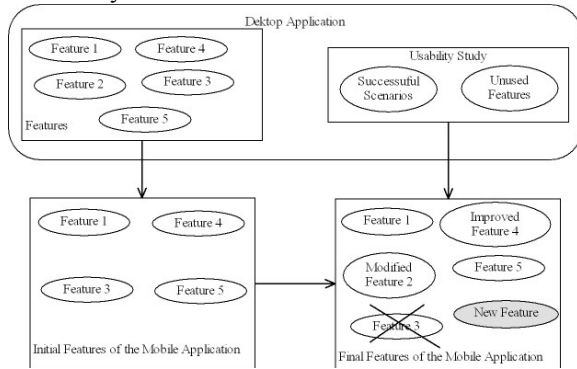 Dektop Application
Feature 1
Feature 4
Feature 2
Feature 3
Feature 5
Features
Usability Study
Successuful
Scenarios
Unused
Features
Feature 1
Feature 4
Feature 3
Feature 5
Initial Features of the Mobile Application
Feature 1
Improved
Feature 4
Modified
Feature 2
Feature 5
Feature 3
New Feature
Final Features of the Mobile Application